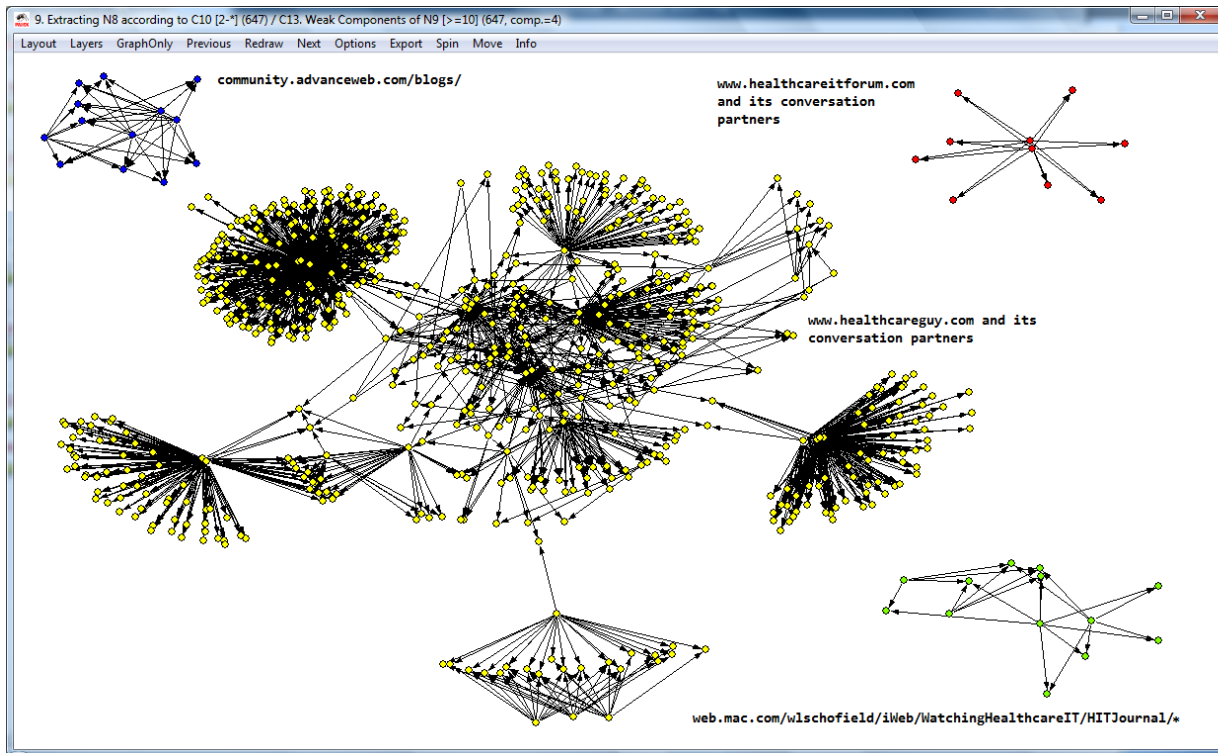 9. Extracting N8 according to C10 [2-*] (647) / C13. Weak Components of N9 [>=10] (647, comp.=4)
Layout Layers GraphOnly Previous Redraw Next Options Export Spin Move Info
community.advanceweb.com/blogs/
www.healthcareitforum.com
and its conversation
partners
www.healthcareguy.com and its
conversation partners
web.mac.com/wlschofield/iWeb/WatchingHealthcareIT/HITJournal/*